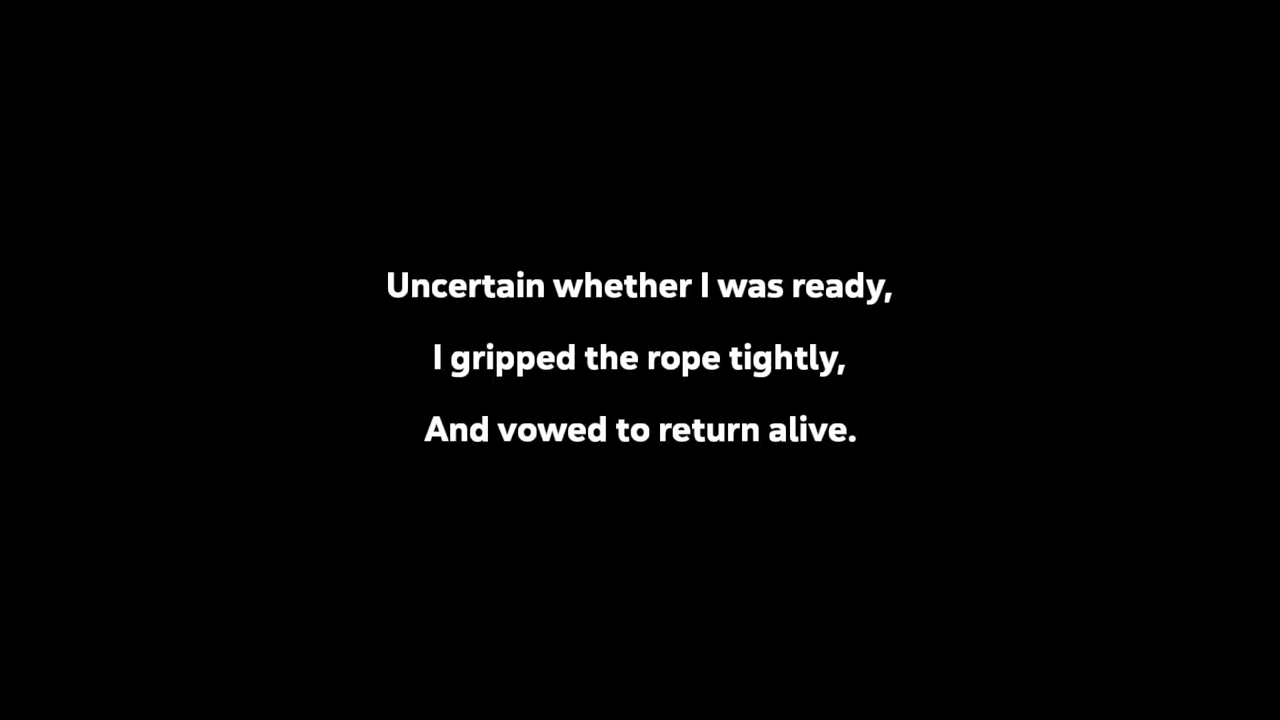 Uncertain whether I was ready,
I gripped the rope tightly,
And vowed to return alive.